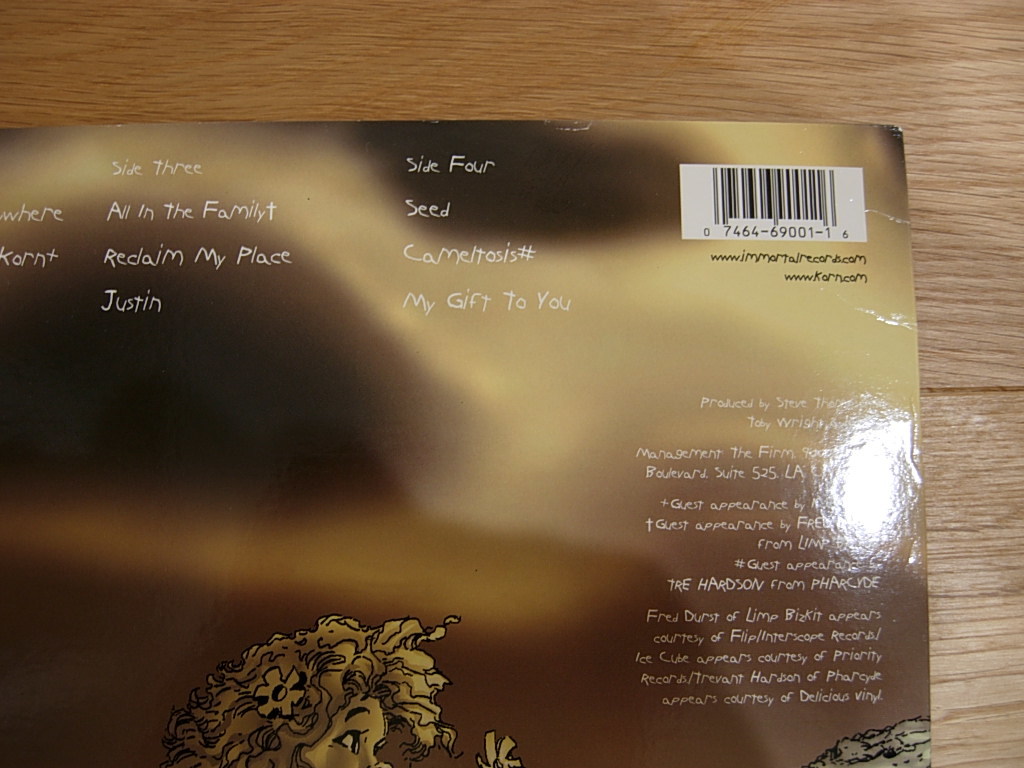 Side Three
All In the Family†
Reclaim My Place
Justin
where
Korn+
Side Four
Seed
Cameltosis#
My Gift To You
0 7464-69001-1 6
www.immortalrecords.com
www.korn.com
Produced by Steve
Toby Wright
Management The Firm
Boulevard. Suite 525. LA
+Guest appearance by
†Guest appearance by FRED
from LIMP
#Guest appearance
TRE HARDSON from PHARCYDE
Fred Durst of Limp Bizkit appears
courtesy of Flip/Interscope Records/
Ice Cube appears courtesy of Priority
Records/Trevant Hardson of Pharcyde
appears courtesy of Delicious Vinyl.